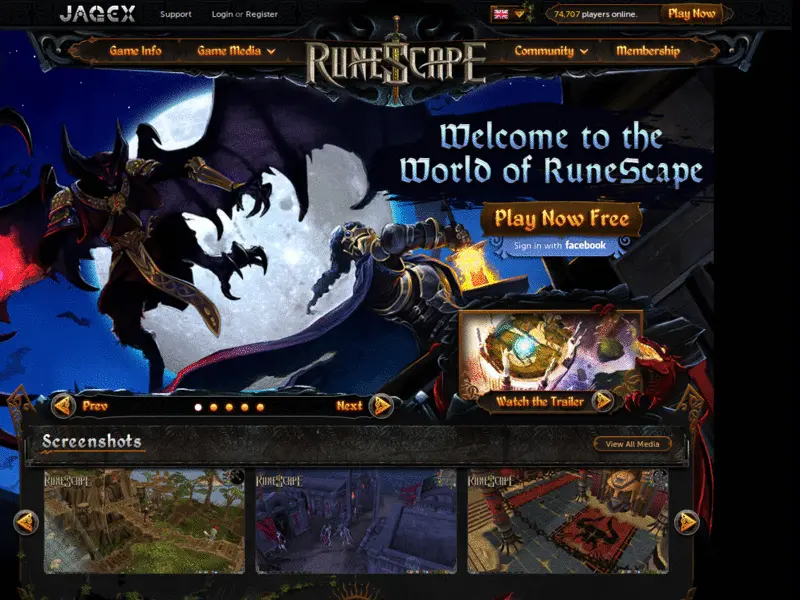 JAGEX
Support
Login or Register
74,707 players online.
Play Now
Game Info
Game Media
RuneScape
Community
Membership
Welcome to the
World of RuneScape
Play Now Free
Sign in with facebook
Watch the Trailer
Prev
Next
Screenshots
View All Media
RuneScape
RuneScape
RuneScape